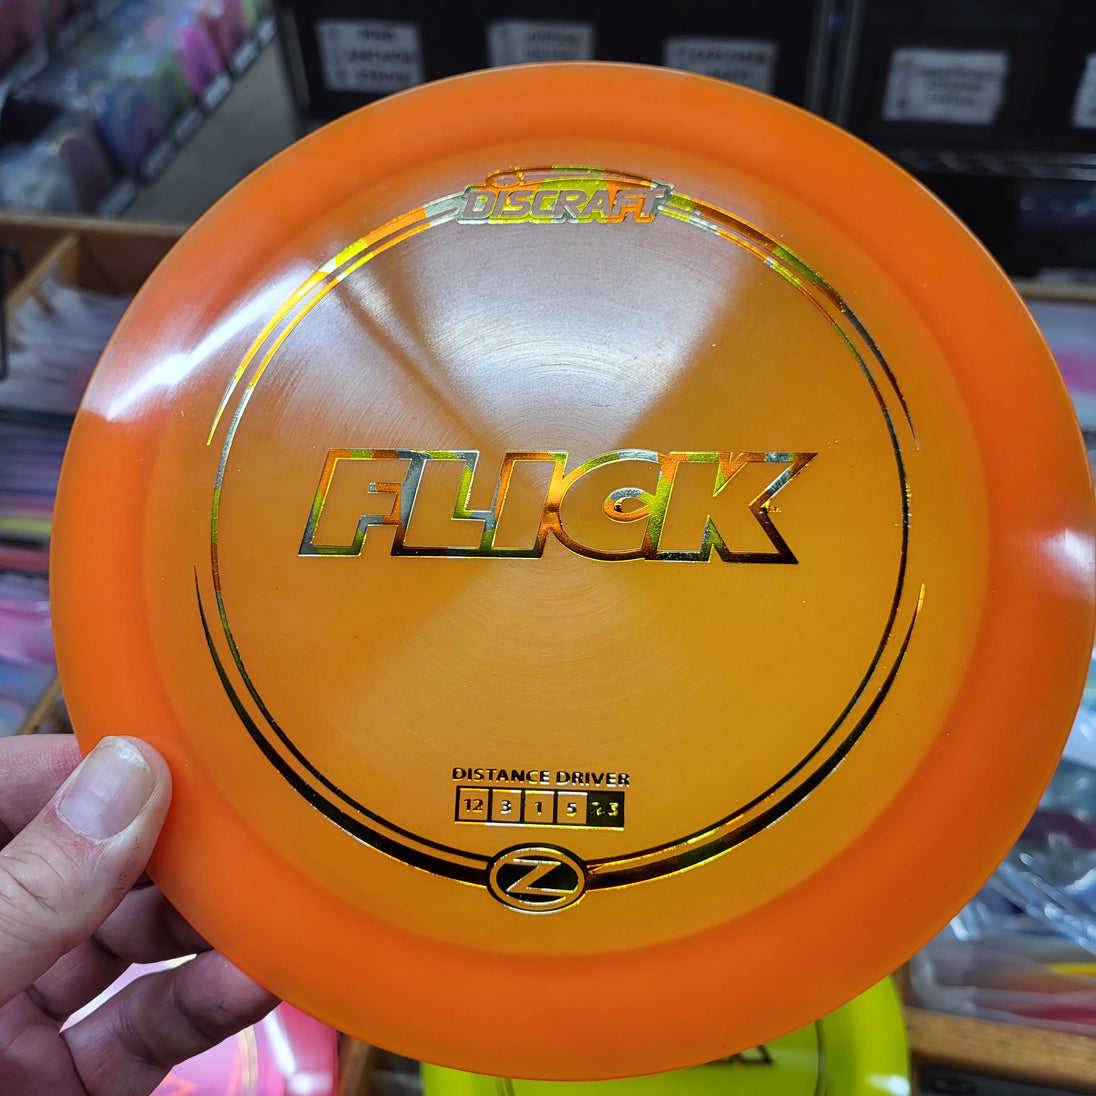 DISCRAFT
FLICK
DISTANCE DRIVER
12 3 1 5
Z